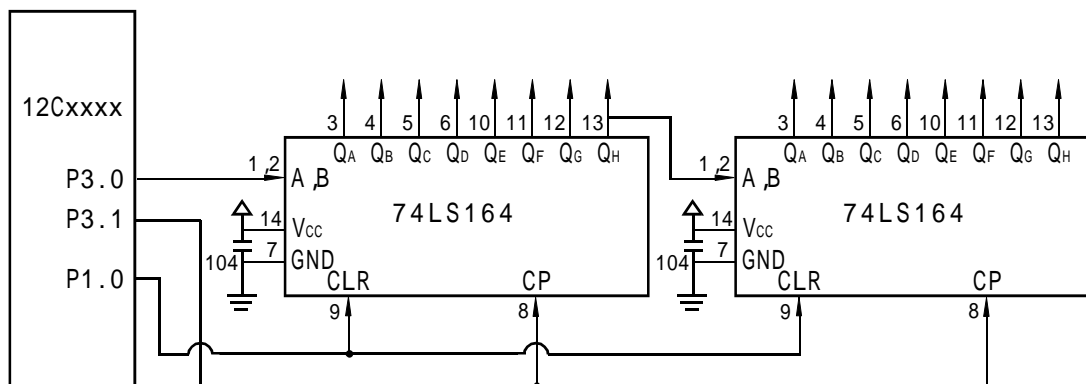 12Cxxxx
P3.0
P3.1
P1.0
3 4 5 6 10 11 12 13
QA QB QC QD QE QF QG QH
1,2
A,B
74LS164
14
Vcc
7
GND
104
CLR
CP
9
8
3 4 5 6 10 11 12 13
QA QB QC QD QE QF QG QH
1,2
A,B
74LS164
14
Vcc
7
GND
104
CLR
CP
9
8